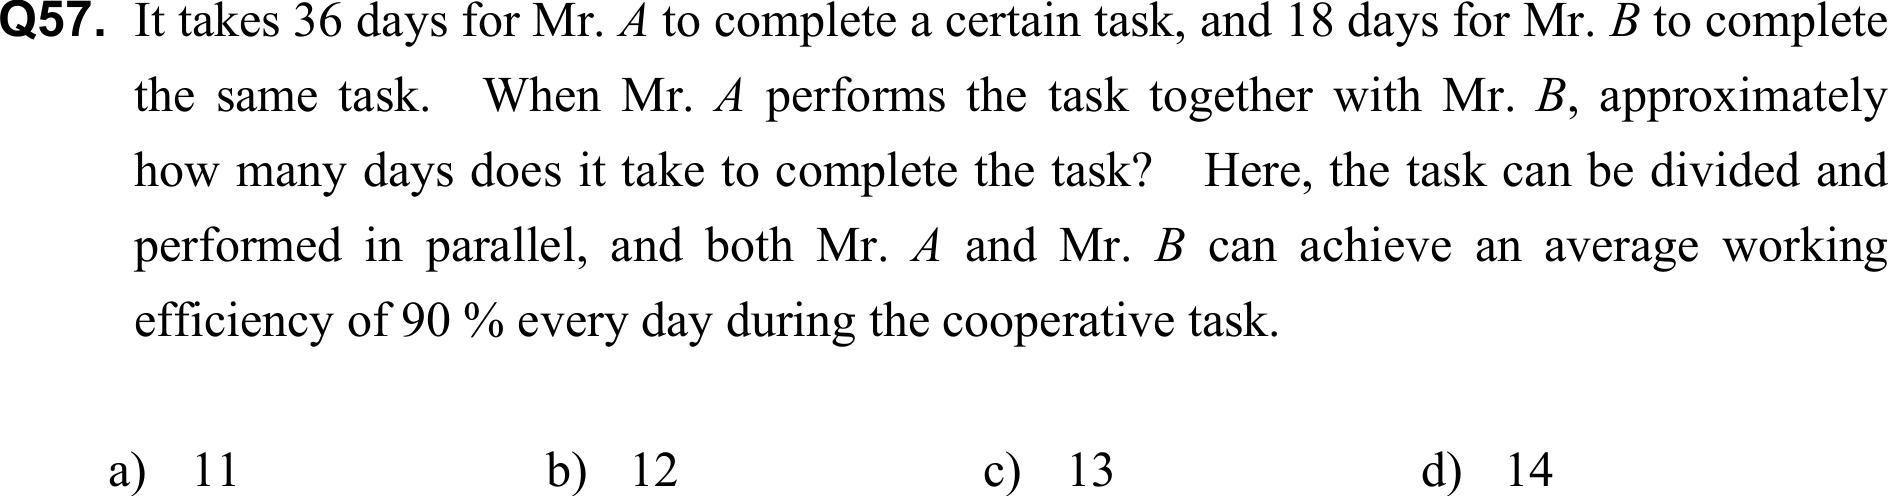 Q57. It takes 36 days for Mr. A to complete a certain task, and 18 days for Mr. B to complete
the same task. When Mr. A performs the task together with Mr. B, approximately
how many days does it take to complete the task? Here, the task can be divided and
performed in parallel, and both Mr. A and Mr. B can achieve an average working
efficiency of 90 % every day during the cooperative task.
a) 11 b) 12 c) 13 d) 14